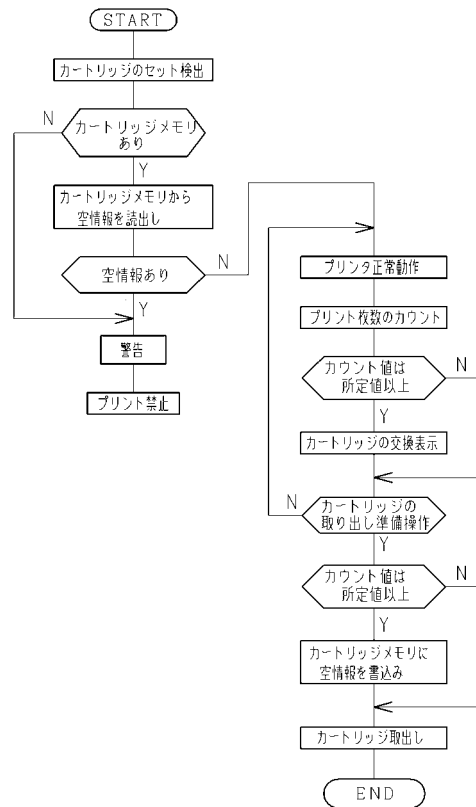 START
カートリッジのセット検出
N
カートリッジメモリ
あり
Y
カートリッジメモリから
空情報を読出し
空情報あり
N
Y
警告
プリント禁止
プリンタ正常動作
プリント枚数のカウント
カウント値は
所定値以上
N
Y
カートリッジの交換表示
N
カートリッジの
取り出し準備操作
Y
カウント値は
所定値以上
N
Y
カートリッジメモリに
空情報を書込み
カートリッジ取出し
END